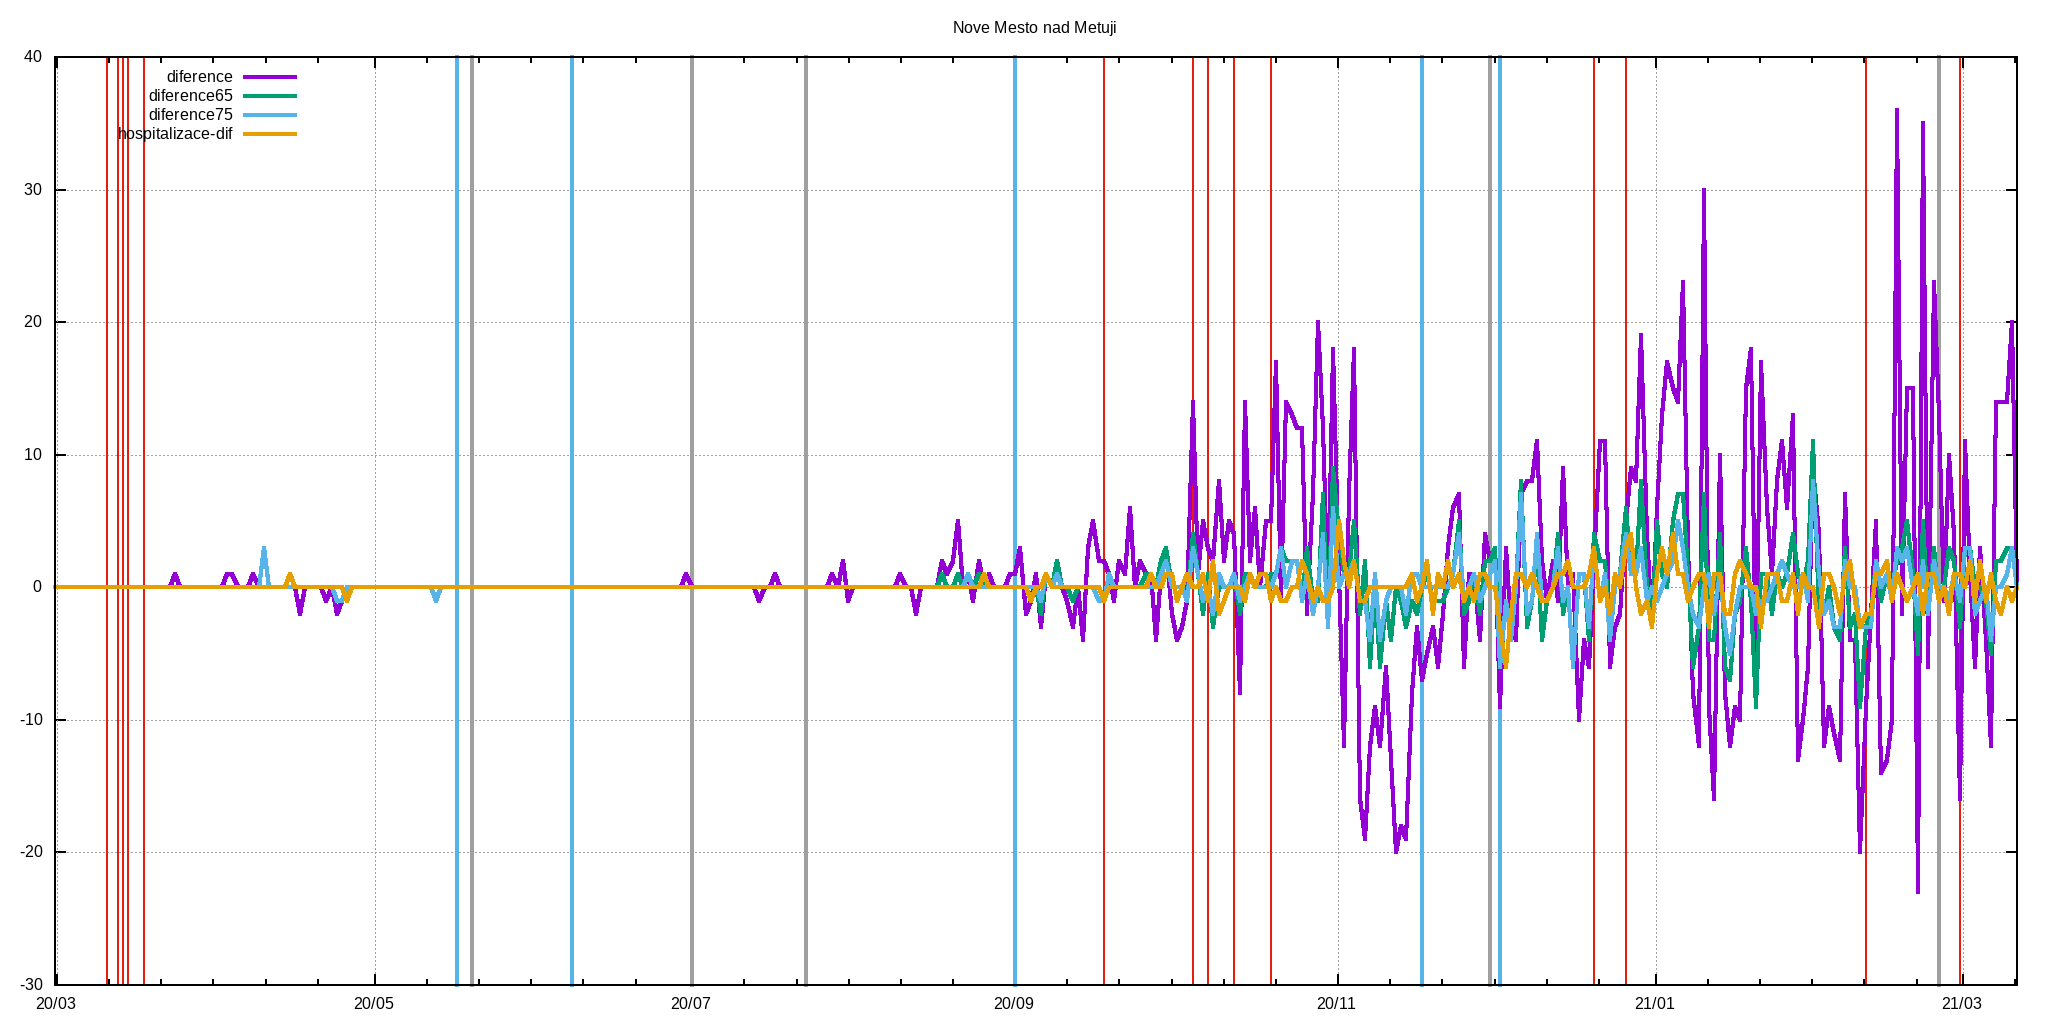 Nove Mesto nad Metuji
40
30
20
10
0
-10
-20
-30
diference
diference65
diference75
hospitalizace-dif
20/03 20/05 20/07 20/09 20/11 21/01 21/03